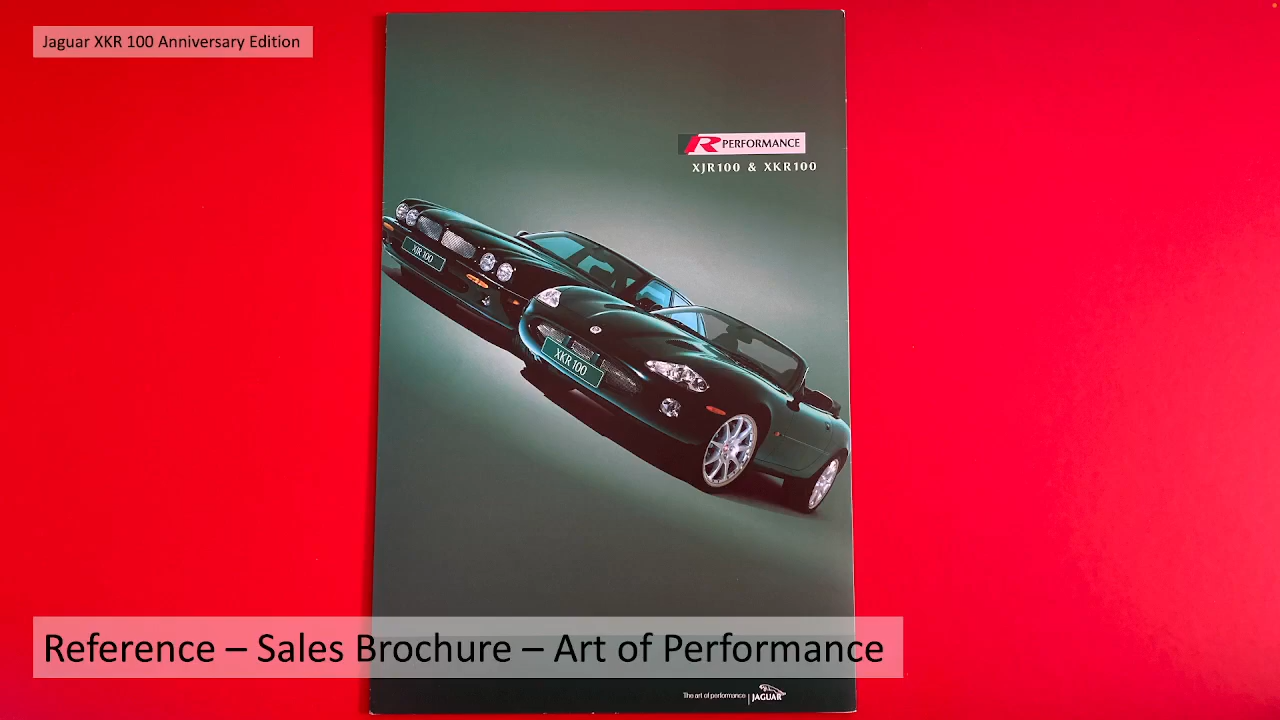 Jaguar XKR 100 Anniversary Edition
R PERFORMANCE
XJR100 & XKR100
XJR 100
XKR 100
Reference – Sales Brochure – Art of Performance
The art of performance JAGUAR